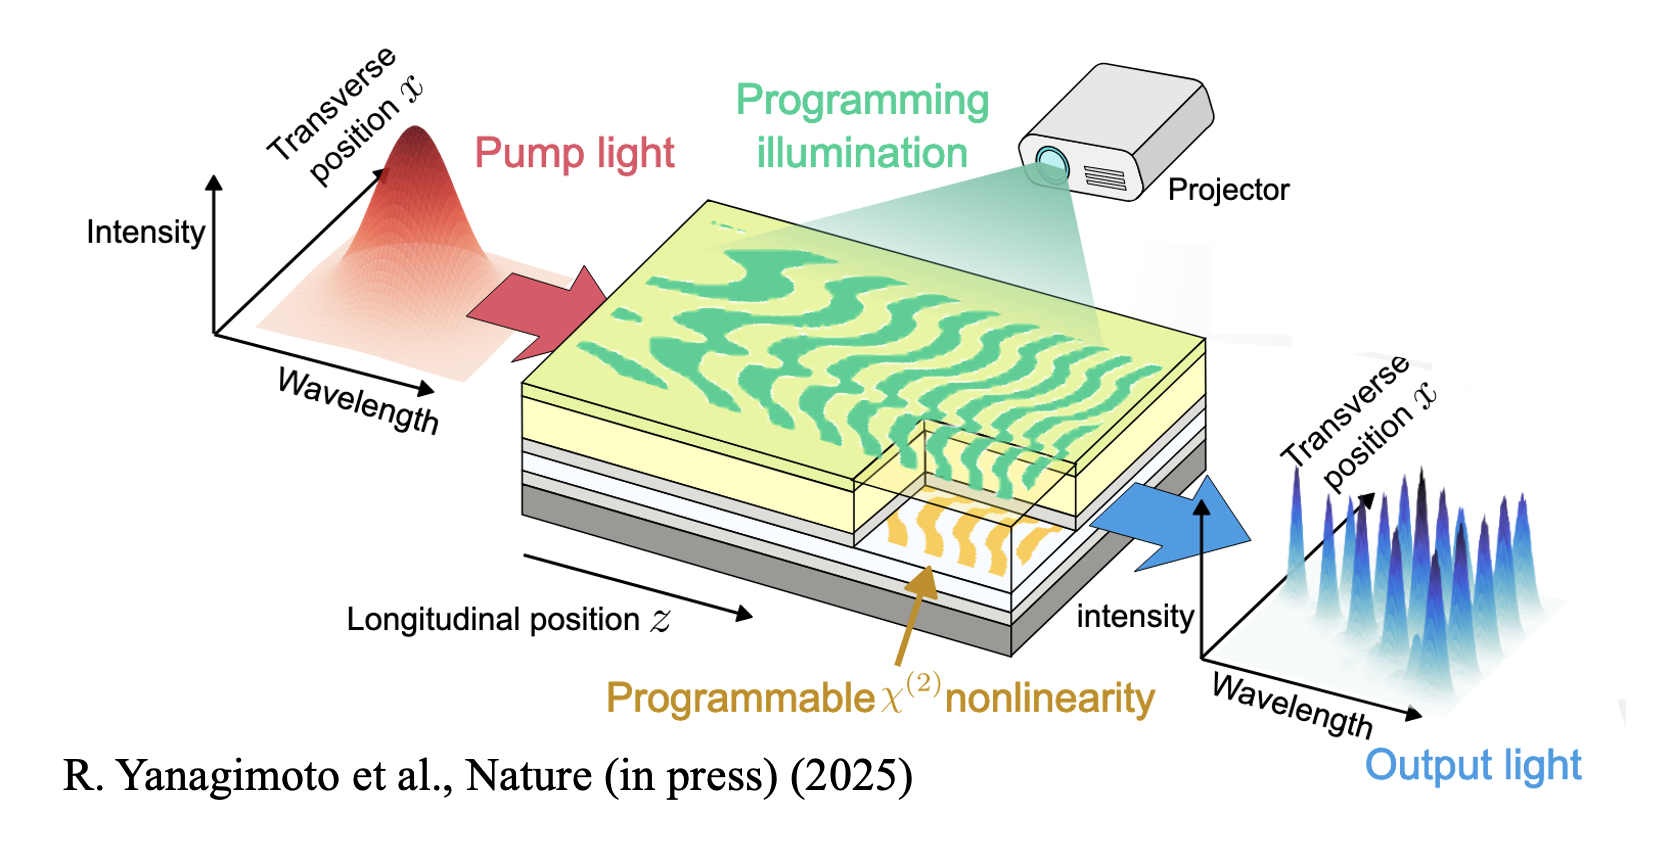 Transverse
position x
Intensity
Wavelength
Pump light
Programming
illumination
Projector
Longitudinal position z
Programmable χ⁽²⁾ nonlinearity
Transverse
position x
intensity
Wavelength
Output light
R. Yanagimoto et al., Nature (in press) (2025)